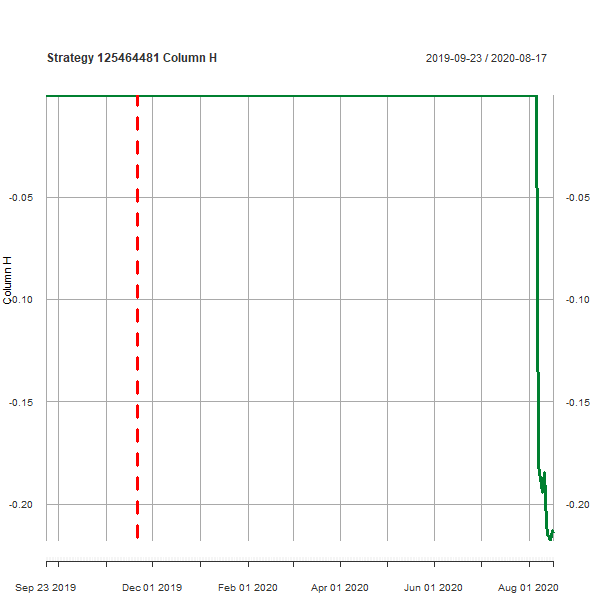 Strategy 125464481 Column H
2019-09-23 / 2020-08-17
-0.05
-0.05
Column H
-0.10
-0.10
-0.15
-0.15
-0.20
-0.20
Sep 23 2019
Dec 01 2019
Feb 01 2020
Apr 01 2020
Jun 01 2020
Aug 01 2020